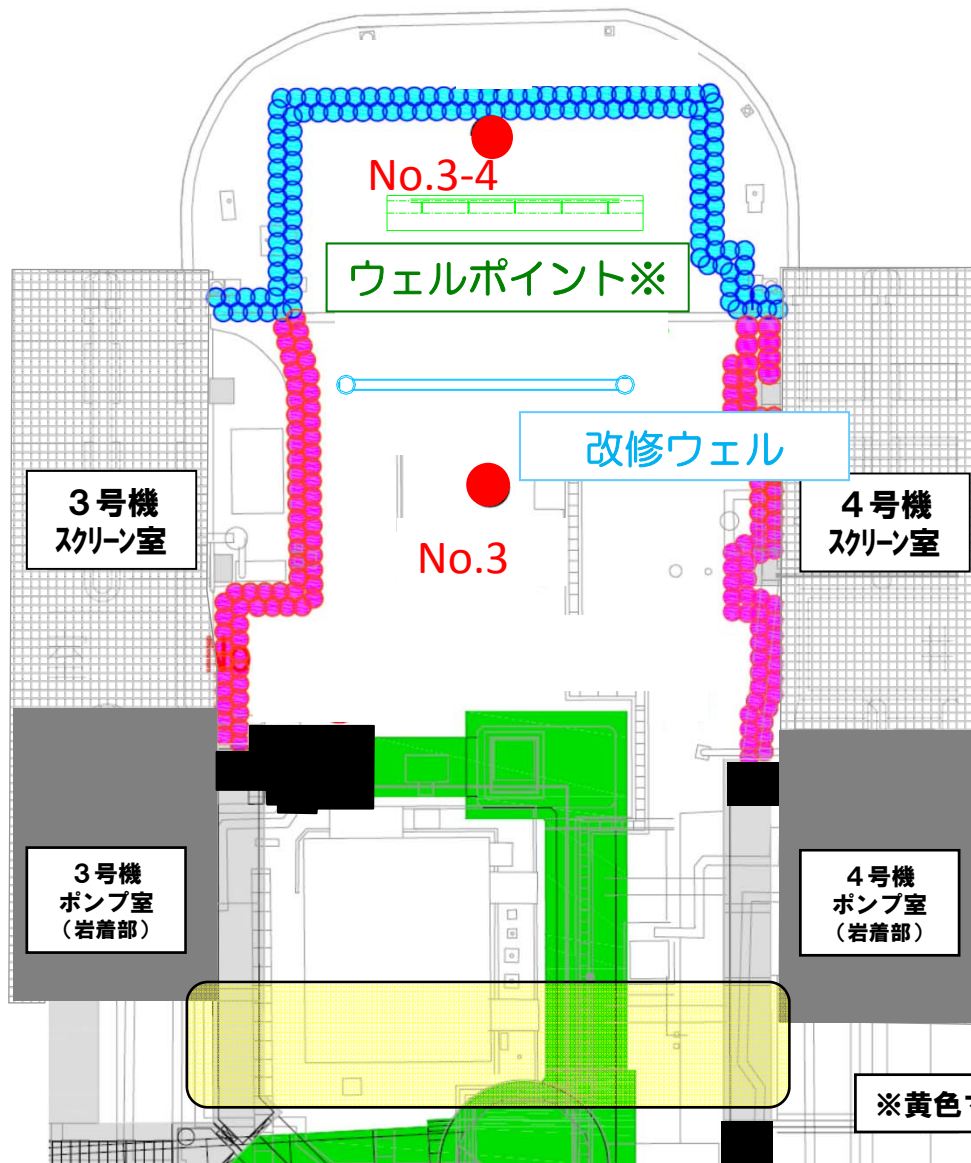 No.3-4
ウェルポイント※
改修ウェル
3号機
スクリーン室
4号機
スクリーン室
No.3
3号機
ポンプ室
(岩着部)
4号機
ポンプ室
(岩着部)
※黄色